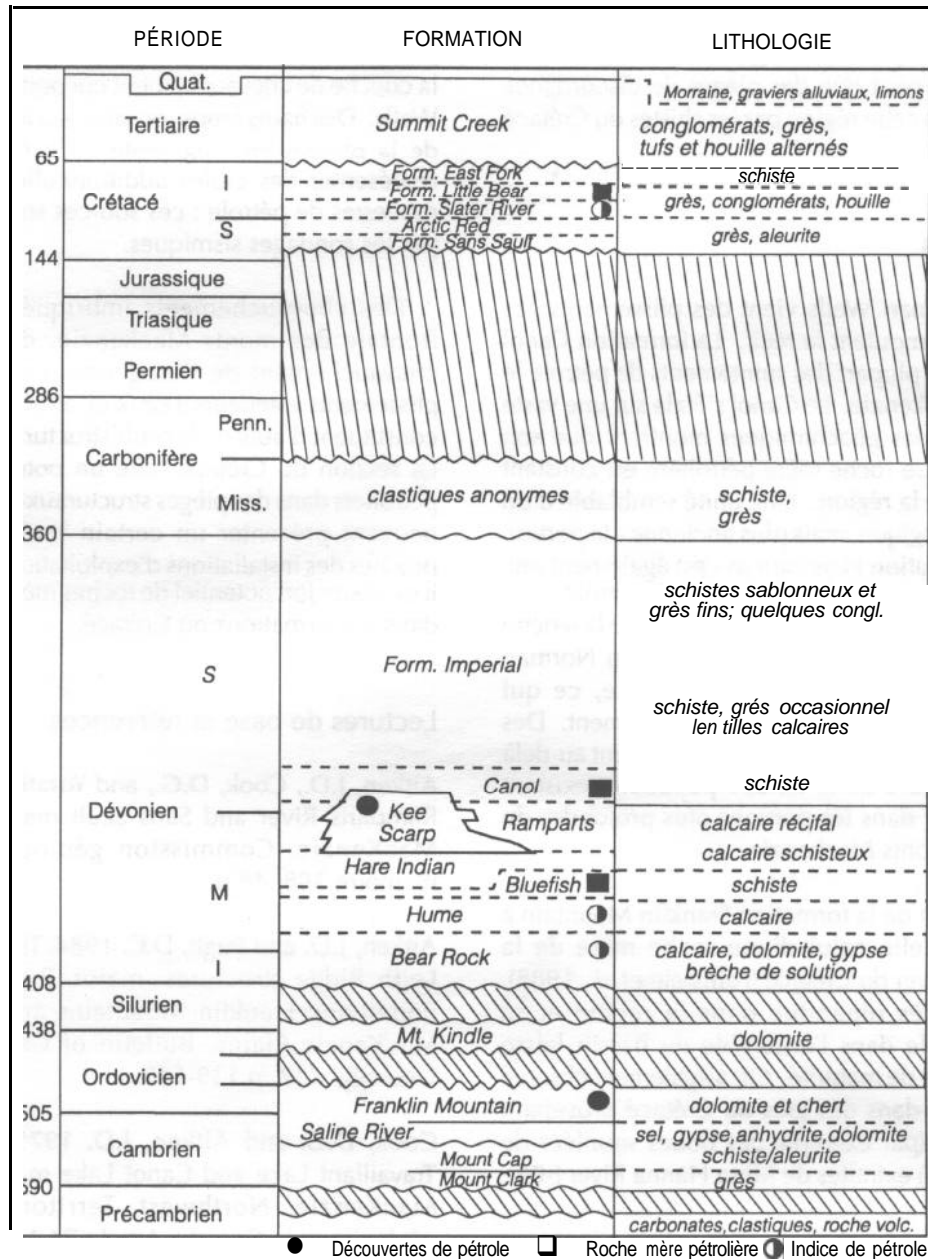 PÉRIODE FORMATION LITHOLOGIE
Quat. Morraine, graviers alluviaux, limons
Tertiaire Summit Creek conglomérats, grès,
tufs et houille alternés
65
Form. East Fork schiste
I Form. Little Bear
Crétacé Form. Slater River grès, conglomérats, houille
S Arctic Red grès, aleurite
Form. Sans Sault
144
Jurassique
Triasique
Permien
286
Penn.
Carbonifère
Miss. clastiques anonymes schiste,
grès
360
schistes sablonneux et
grès fins; quelques congl.
S Form. Imperial
schiste, grés occasionnel
len tilles calcaires
Canol schiste
Dévonien Kee
Scarp Ramparts calcaire récifal
Hare Indian calcaire schisteux
M Bluefish schiste
Hume calcaire
I Bear Rock calcaire, dolomite, gypse
brèche de solution
408
Silurien
438
Mt. Kindle dolomite
Ordovicien
505 Franklin Mountain dolomite et chert
Saline River sel, gypse,anhydrite,dolomite
Cambrien Mount Cap schiste/aleurite
590 Mount Clark grès
Précambrien carbonates,clastiques, roche volc.
Découvertes de pétrole Roche mère pétrolière Indice de pétrole